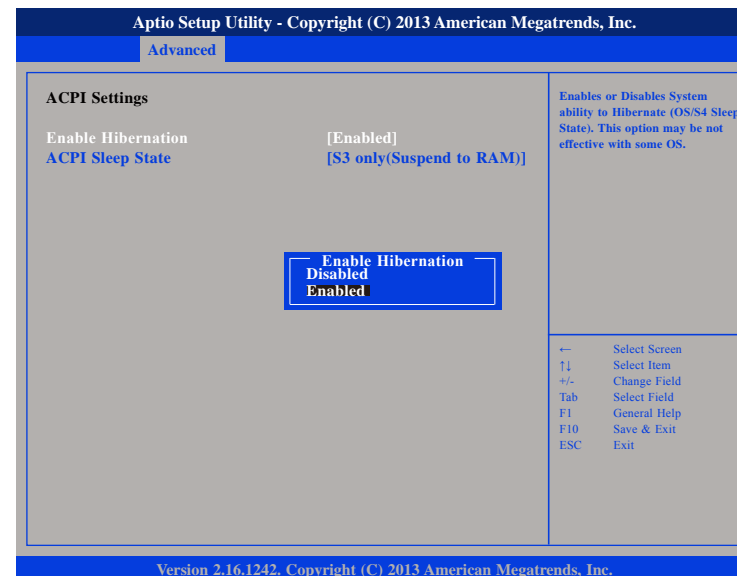 Aptio Setup Utility - Copyright (C) 2013 American Megatrends, Inc.
Advanced
ACPI Settings
Enable Hibernation [Enabled]
ACPI Sleep State [S3 only(Suspend to RAM)]
Enables or Disables System
ability to Hibernate (OS/S4 Sleep
State). This option may be not
effective with some OS.
Enable Hibernation
Disabled
Enabled
← Select Screen
↑↓ Select Item
+/- Change Field
Tab Select Field
F1 General Help
F10 Save & Exit
ESC Exit
Version 2.16.1242. Copyright (C) 2013 American Megatrends, Inc.